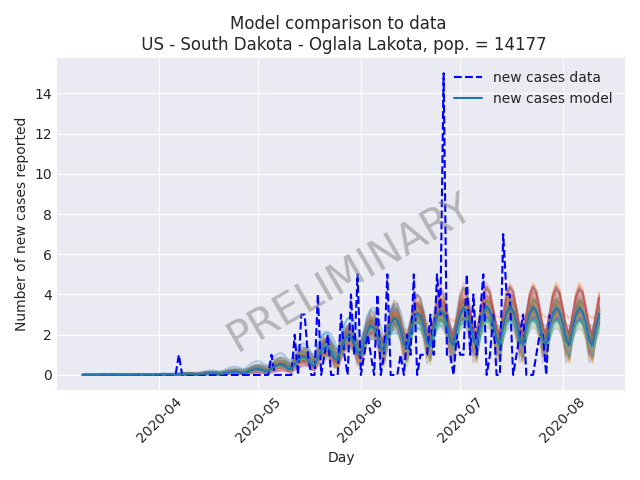 Model comparison to data
US - South Dakota - Oglala Lakota, pop. = 14177
new cases data
new cases model
Number of new cases reported
14
12
10
8
6
4
2
0
PRELIMINARY
2020-04
2020-05
2020-06
2020-07
2020-08
Day